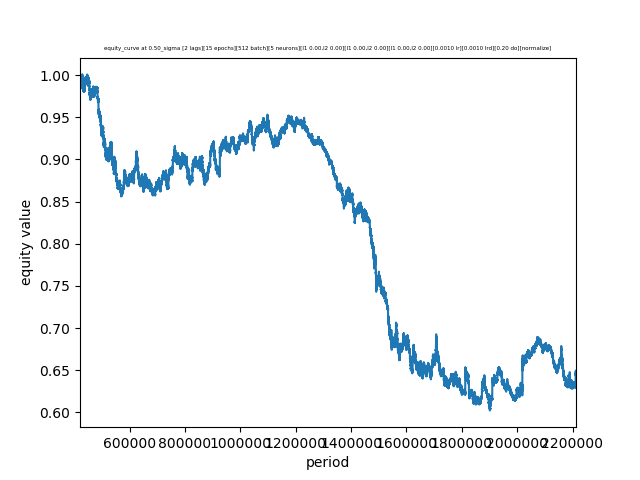 equity_curve at 0.50_sigma [2 lags][15 epochs][512 batch][5 neurons][l1 0.00,l2 0.00][l1 0.00,l2 0.00][l1 0.00,l2 0.00][0.0010 lr][0.0010 lrd][0.20 do][normalize]
1.00
0.95
0.90
0.85
0.80
0.75
0.70
0.65
0.60
equity value
600000 800000 1000000 1200000 1400000 1600000 1800000 2000000 2200000
period